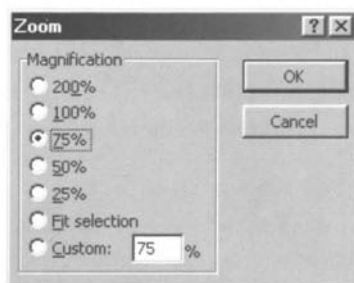 Zoom
Magnification
200%
100%
75%
50%
25%
Fit selection
Custom: 75 %
OK
Cancel